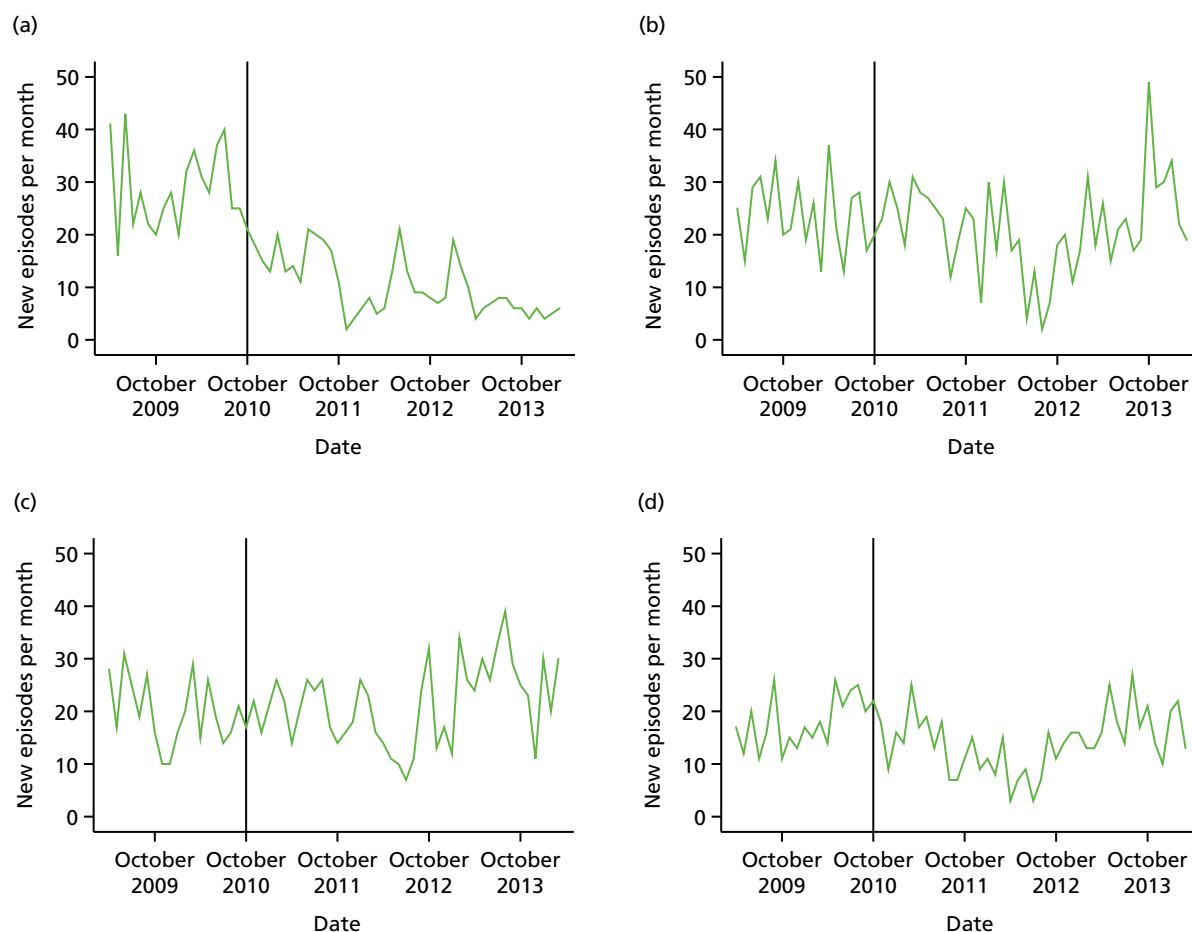 (a)
New episodes per month
50
40
30
20
10
0
October 2009
October 2010
October 2011
October 2012
October 2013
Date
(b)
New episodes per month
50
40
30
20
10
0
October 2009
October 2010
October 2011
October 2012
October 2013
Date
(c)
New episodes per month
50
40
30
20
10
0
October 2009
October 2010
October 2011
October 2012
October 2013
Date
(d)
New episodes per month
50
40
30
20
10
0
October 2009
October 2010
October 2011
October 2012
October 2013
Date